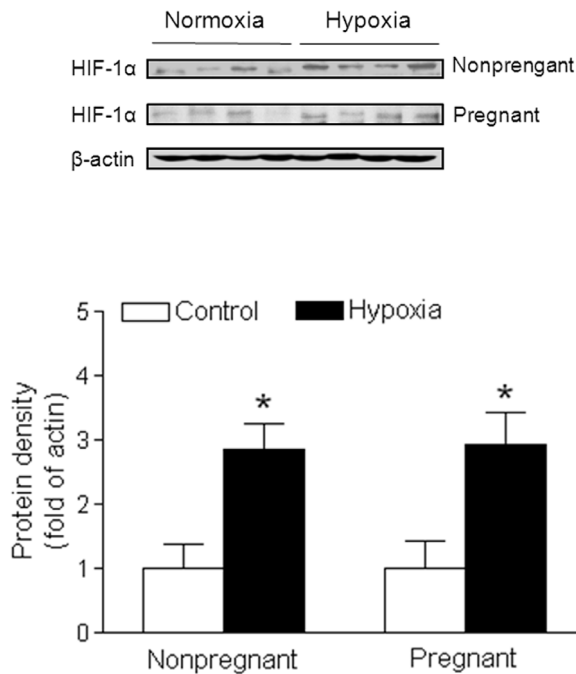 Normoxia Hypoxia
HIF-1α Nonprengant
HIF-1α Pregnant
β-actin
Control Hypoxia
5
4
3
2
1
0
Protein density
(fold of actin)
* *
Nonpregnant Pregnant